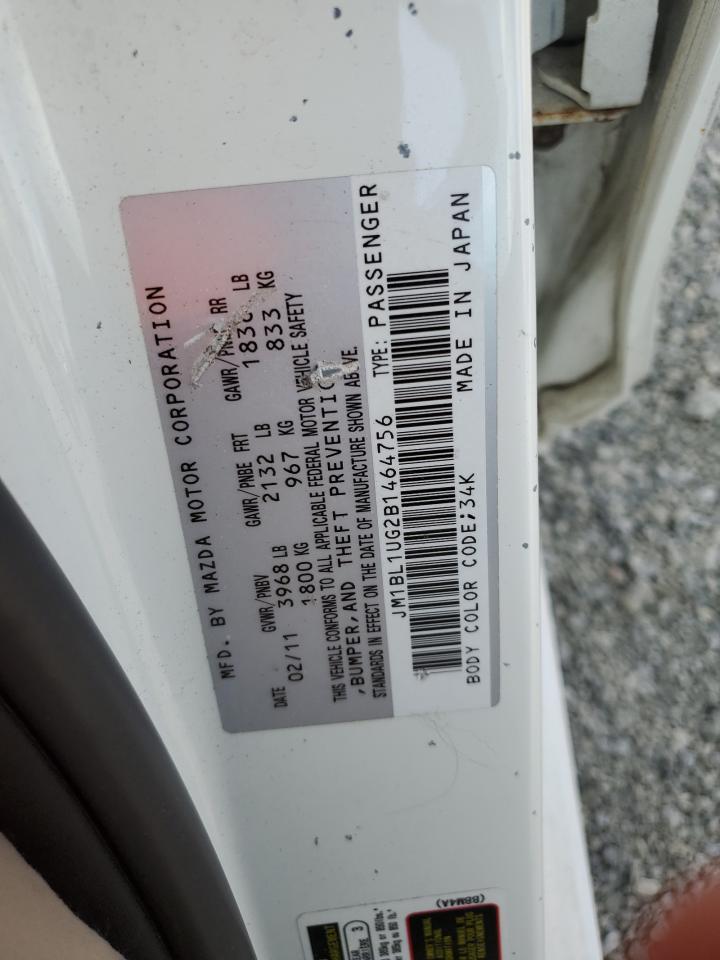 MFD. BY MAZDA MOTOR CORPORATION
DATE GVWR/PNBV GAWR/PNBE FRT RR
02/11 3968 LB 2132 LB LB
1800 KG 967 KG 833 KG
THIS VEHICLE CONFORMS TO ALL APPLICABLE FEDERAL MOTOR VEHICLE SAFETY
,BUMPER,AND THEFT
STANDARDS IN EFFECT ON THE DATE OF MANUFACTURE SHOWN ABOVE.
JM1BL1UG2B1464756 TYPE: PASSENGER
BODY COLOR CODE;34K MADE IN JAPAN
(BBM4A)
3